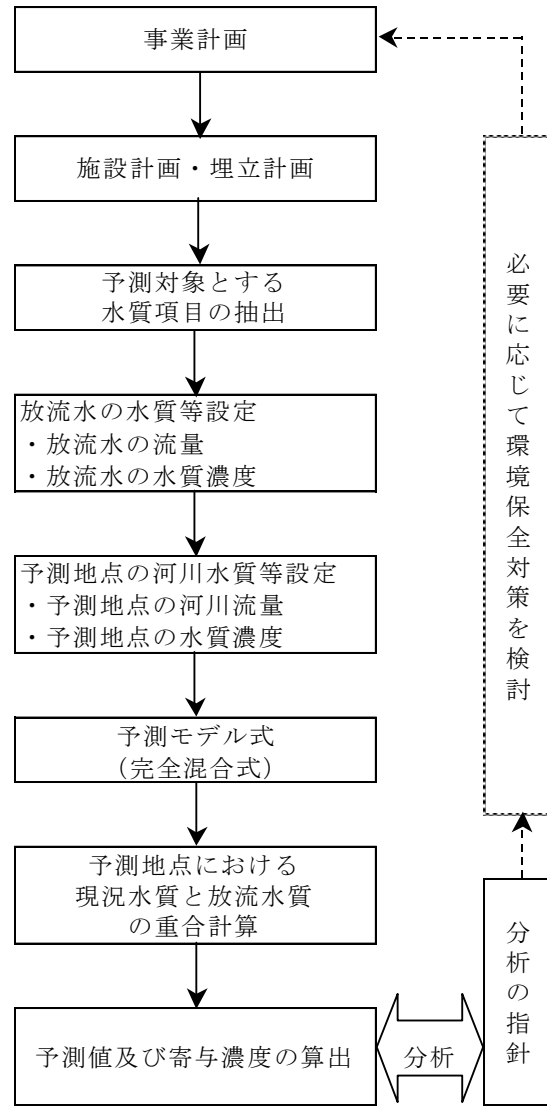 事業計画
施設計画・埋立計画
予測対象とする
水質項目の抽出
放流水の水質等設定
・放流水の流量
・放流水の水質濃度
予測地点の河川水質等設定
・予測地点の河川流量
・予測地点の水質濃度
予測モデル式
(完全混合式)
予測地点における
現況水質と放流水質
の重合計算
予測値及び寄与濃度の算出
分析
分析の指針
必要に応じて環境保全対策を検討